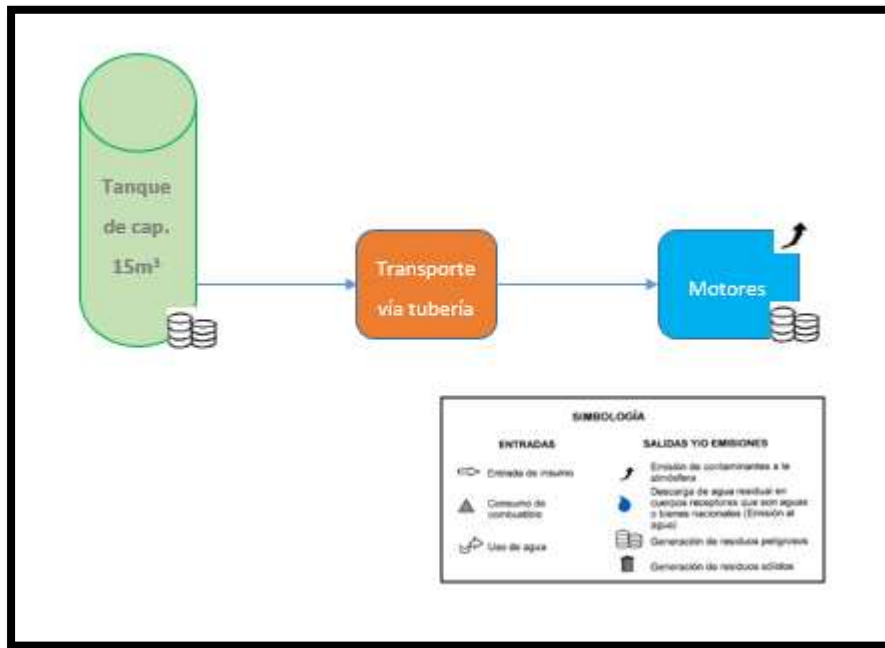 Tanque
de cap.
15m³
Transporte
vía tubería
Motores
SIMBOLOGÍA
ENTRADAS
SALIDAS Y/O EMISIONES
Entrada de insumo
Consumo de
combustible
Uso de agua
Emisión de contaminantes a la
atmósfera
Descarga de agua residual en
cuerpos receptores que son aguas
o bienes nacionales (Emisión al
agua)
Generación de residuos peligrosos
Generación de residuos sólidos